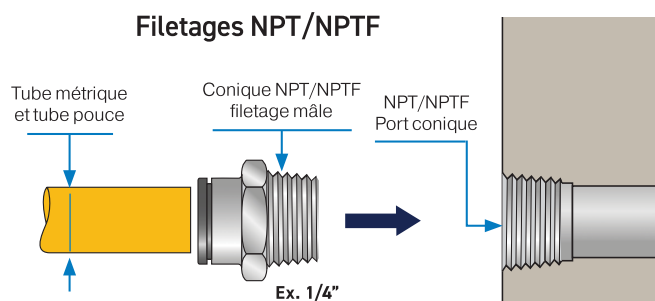 Filetages NPT/NPTF
Tube métrique
et tube pouce
Conique NPT/NPTF
filetage mâle
NPT/NPTF
Port conique
Ex. 1/4”